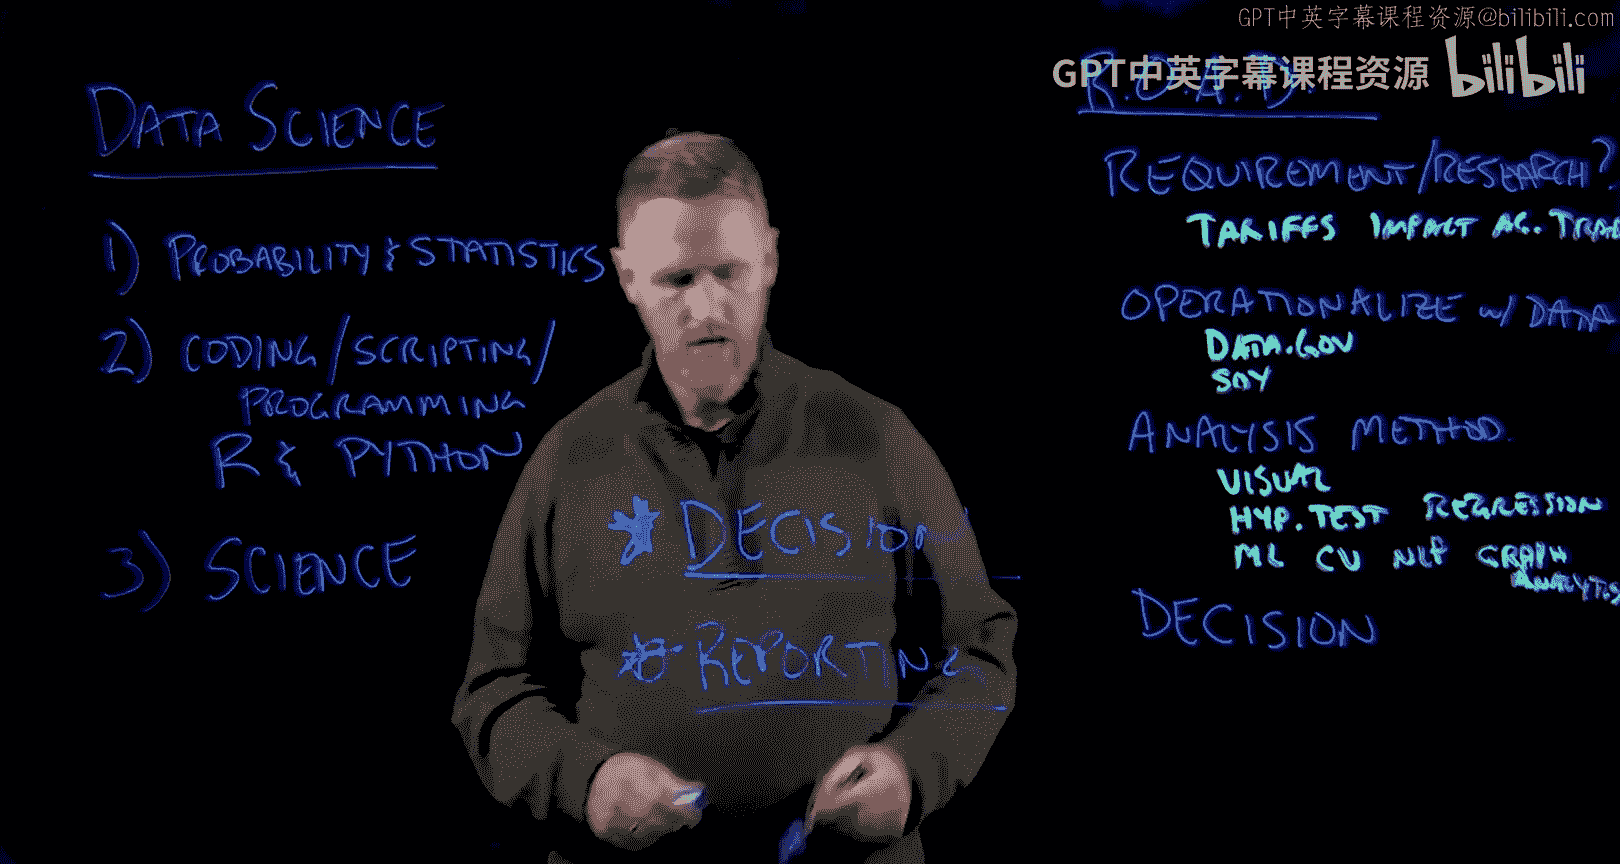 GPT中英字幕课程资源@bilibili.com
GPT中英字幕课程资源 bilibili
DATA SCIENCE
1) PROBABILITY & STATISTICS
2) CODING/SCRIPTING/
PROGRAMMING
R & PYTHON
3) SCIENCE
DECISION
REPORTING
R.O.A.D.
REQUIREMENT/RESEARCH?
TARIFFS IMPACT AG.
OPERATIONALIZE W/ DATA
DATA.GOV
SOY
ANALYSIS METHOD
VISUAL
HYP. TEST REGRESSION
ML CV NLP GRAPH
ANALYTICS
DECISION